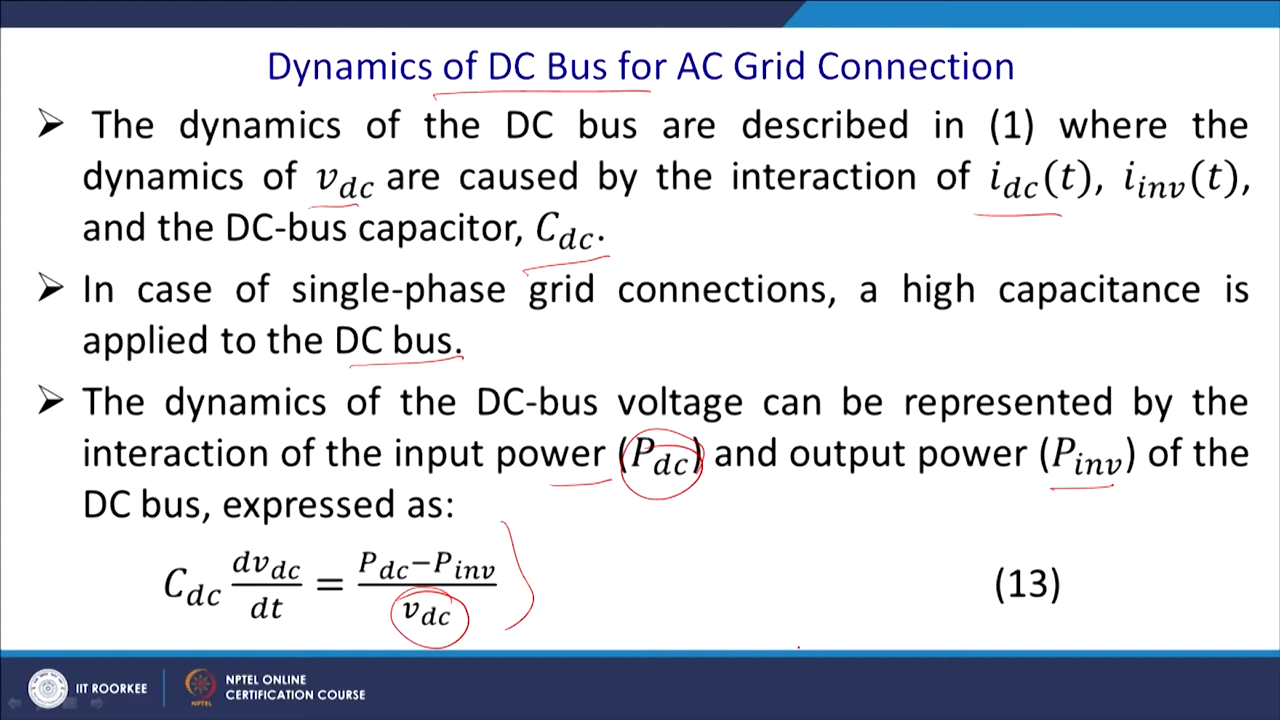 Dynamics of DC Bus for AC Grid Connection
➤ The dynamics of the DC bus are described in (1) where the
dynamics of v_dc are caused by the interaction of i_dc(t), i_inv(t),
and the DC-bus capacitor, C_dc.
➤ In case of single-phase grid connections, a high capacitance is
applied to the DC bus.
➤ The dynamics of the DC-bus voltage can be represented by the
interaction of the input power (P_dc) and output power (P_inv) of the
DC bus, expressed as:
C_dc dv_dc/dt = (P_dc−P_inv)/v_dc (13)
IIT ROORKEE
NPTEL
NPTEL ONLINE
CERTIFICATION COURSE